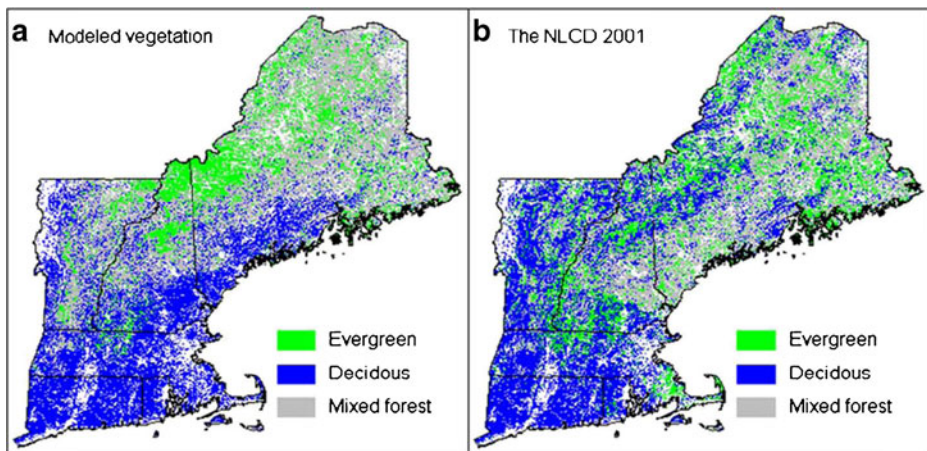 a Modeled vegetation
Evergreen
Decidous
Mixed forest
b The NLCD 2001
Evergreen
Decidous
Mixed forest